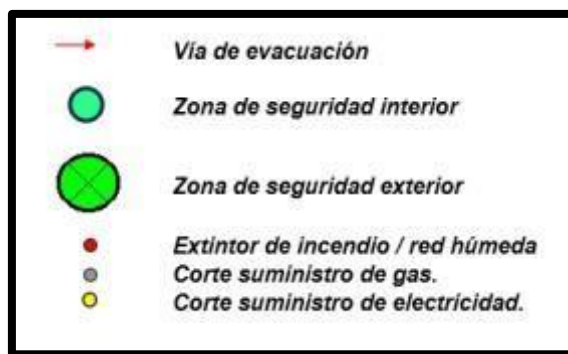 Vía de evacuación
Zona de seguridad interior
Zona de seguridad exterior
Extintor de incendio / red húmeda
Corte suministro de gas.
Corte suministro de electricidad.